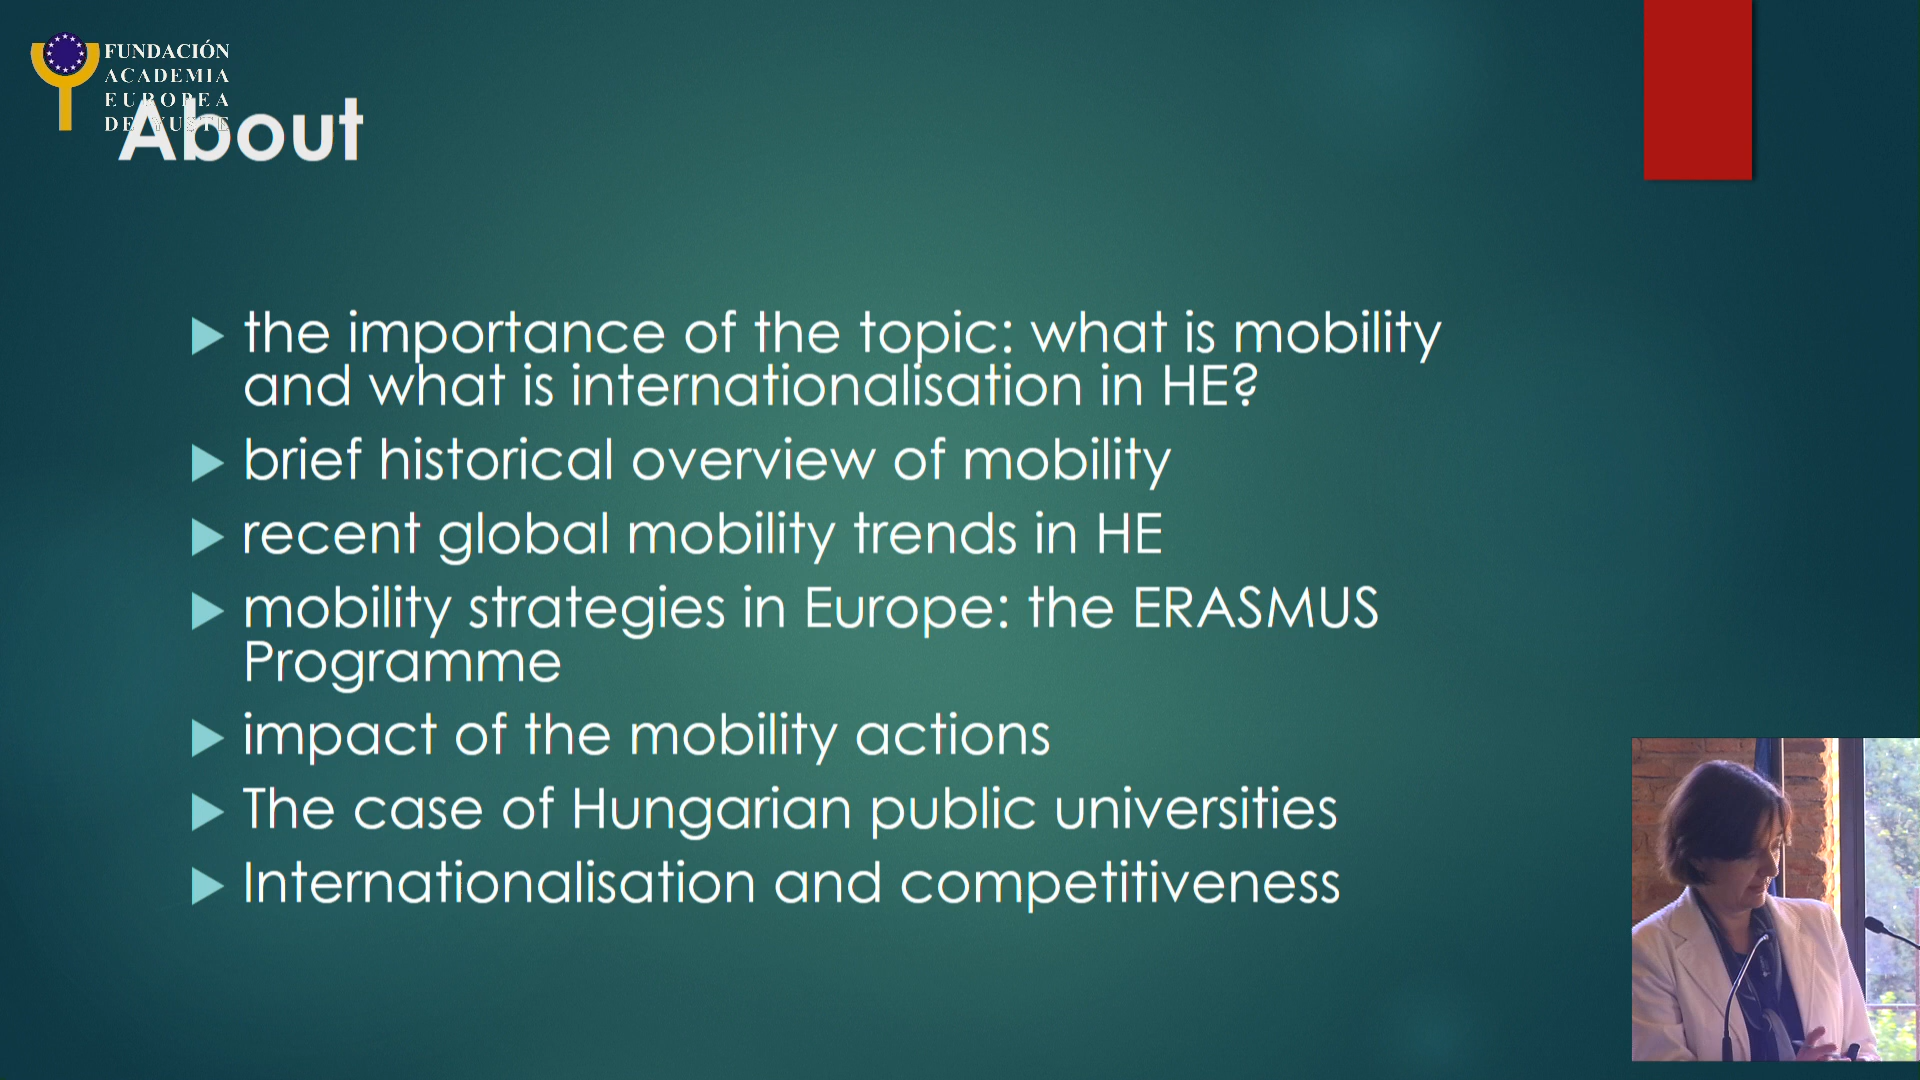 FUNDACIÓN
ACADEMIA
EUROPEA
DE YUSTE
About
the importance of the topic: what is mobility
and what is internationalisation in HE?
brief historical overview of mobility
recent global mobility trends in HE
mobility strategies in Europe: the ERASMUS
Programme
impact of the mobility actions
The case of Hungarian public universities
Internationalisation and competitiveness